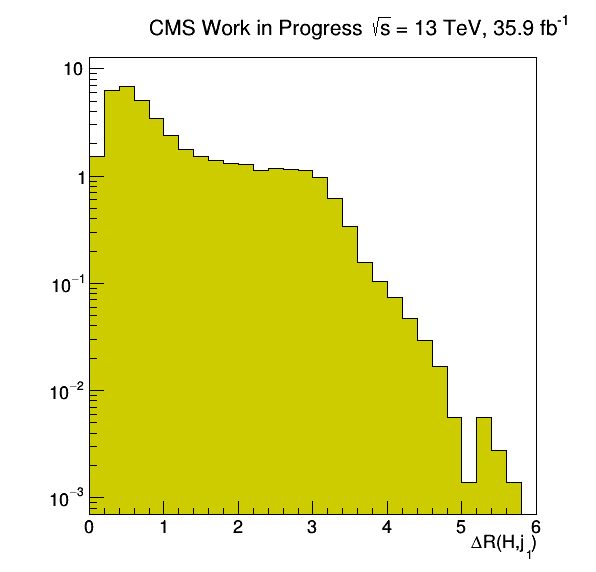 CMS Work in Progress √s = 13 TeV, 35.9 fb⁻¹
10
1
10⁻¹
10⁻²
10⁻³
0 1 2 3 4 5 6
ΔR(H,j₁)